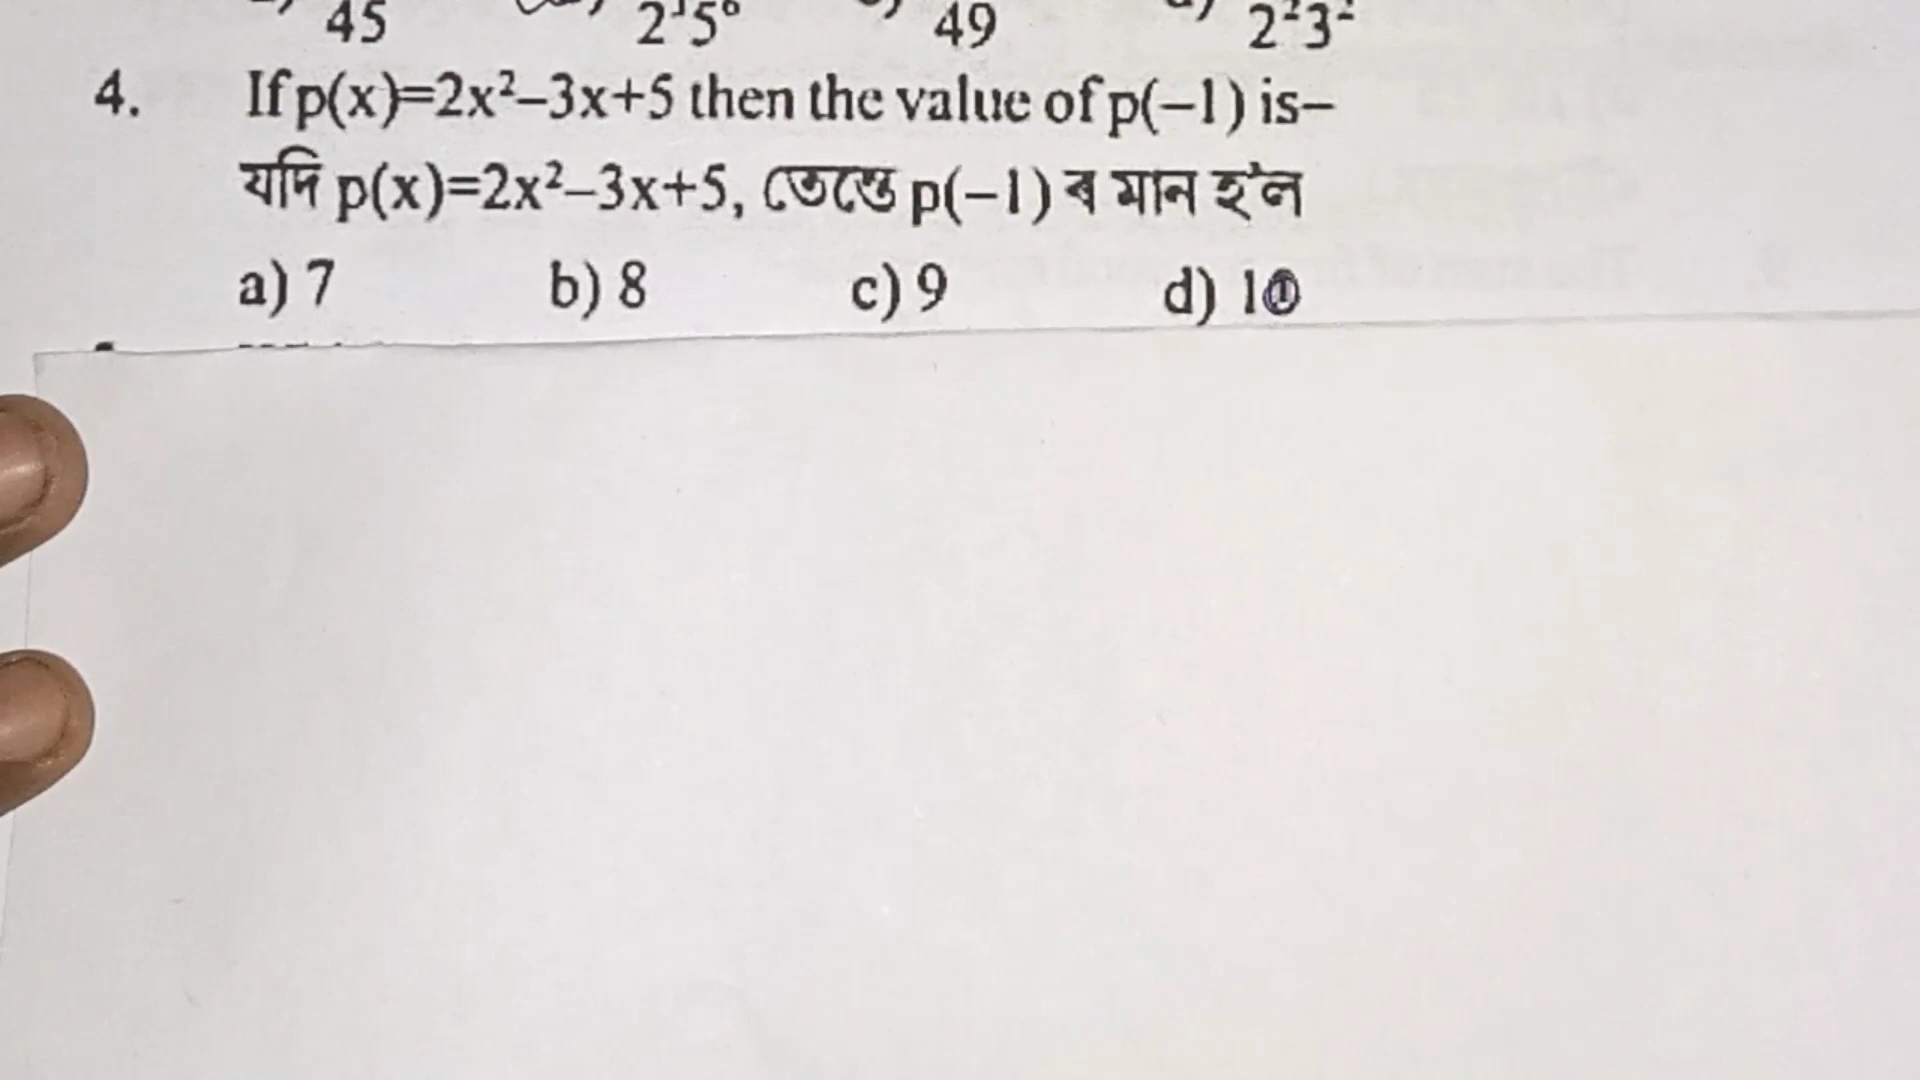 45 49 2²3²
4. If p(x)=2x²–3x+5 then the value of p(–1) is–
যদি p(x)=2x²–3x+5, তেন্তে p(–1) ৰ মান হ'ল
a) 7 b) 8 c) 9 d) 10